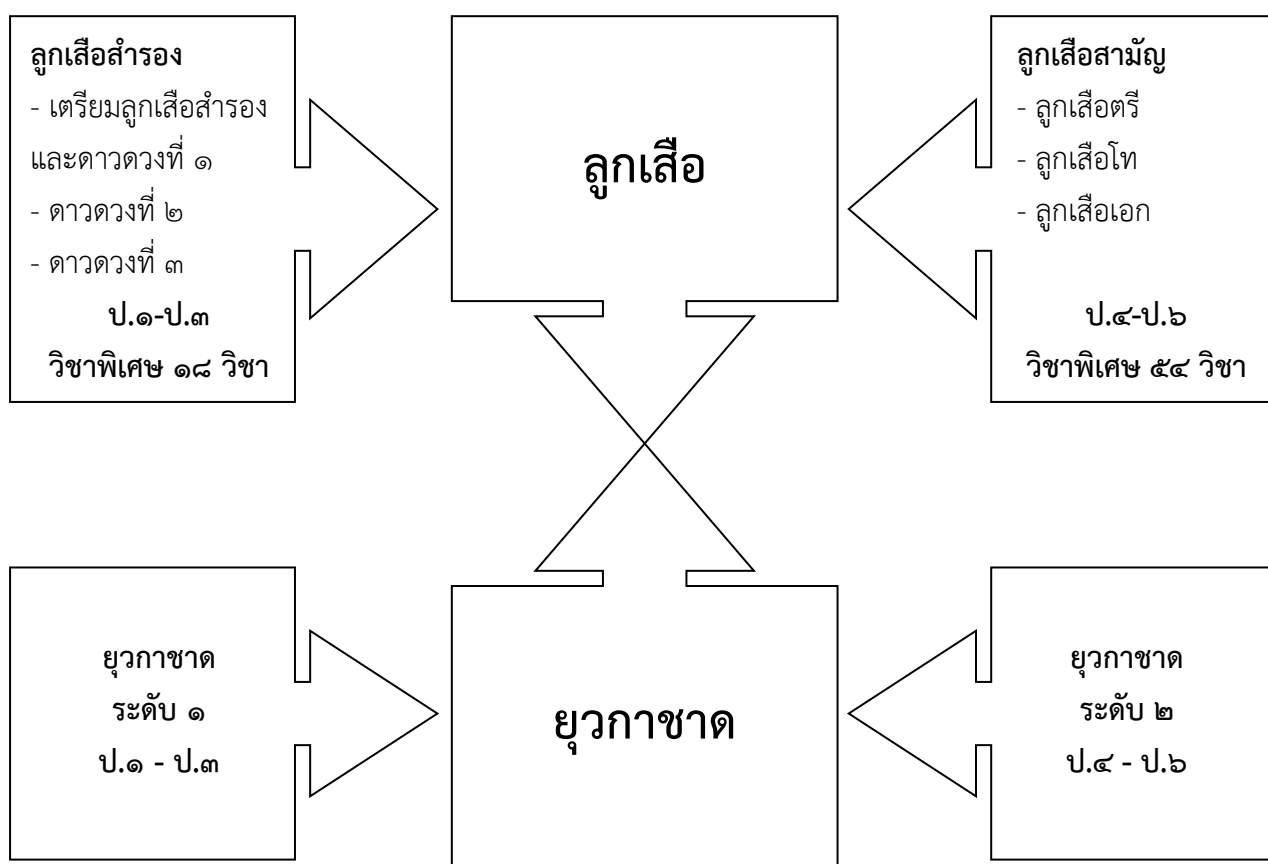 ลูกเสือสำรอง
- เตรียมลูกเสือสำรอง
และดาวดวงที่ ๑
- ดาวดวงที่ ๒
- ดาวดวงที่ ๓
ป.๑-ป.๓
วิชาพิเศษ ๑๘ วิชา
ลูกเสือ
ลูกเสือสามัญ
- ลูกเสือตรี
- ลูกเสือโท
- ลูกเสือเอก
ป.๔-ป.๖
วิชาพิเศษ ๕๔ วิชา
ยุวกาชาด
ระดับ ๑
ป.๑ - ป.๓
ยุวกาชาด
ยุวกาชาด
ระดับ ๒
ป.๔ - ป.๖